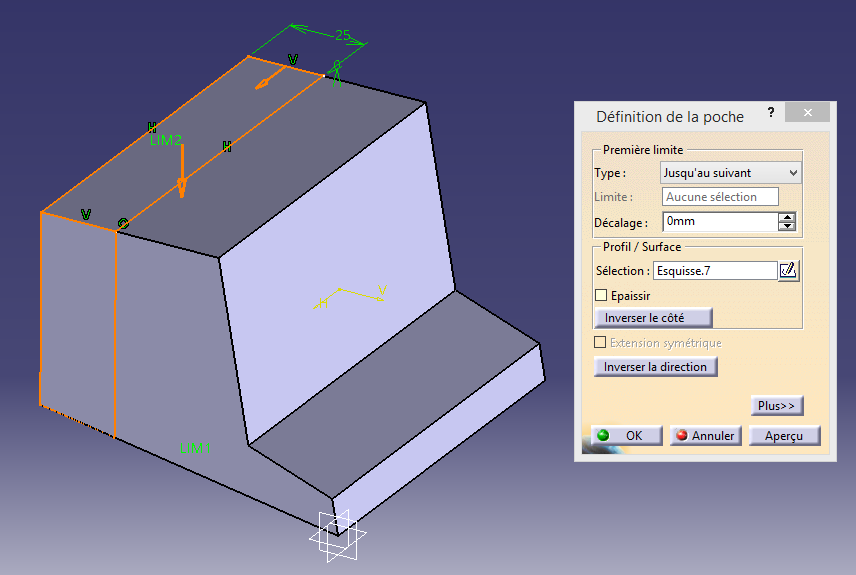 25
V
H
LIM2
H
V
H
V
Définition de la poche ?
Première limite
Type : Jusqu'au suivant
Limite : Aucune sélection
Décalage : 0mm
Profil / Surface
Sélection : Esquisse.7
Epaissir
Inverser le côté
Extension symétrique
Inverser la direction
Plus>>
OK Annuler Aperçu